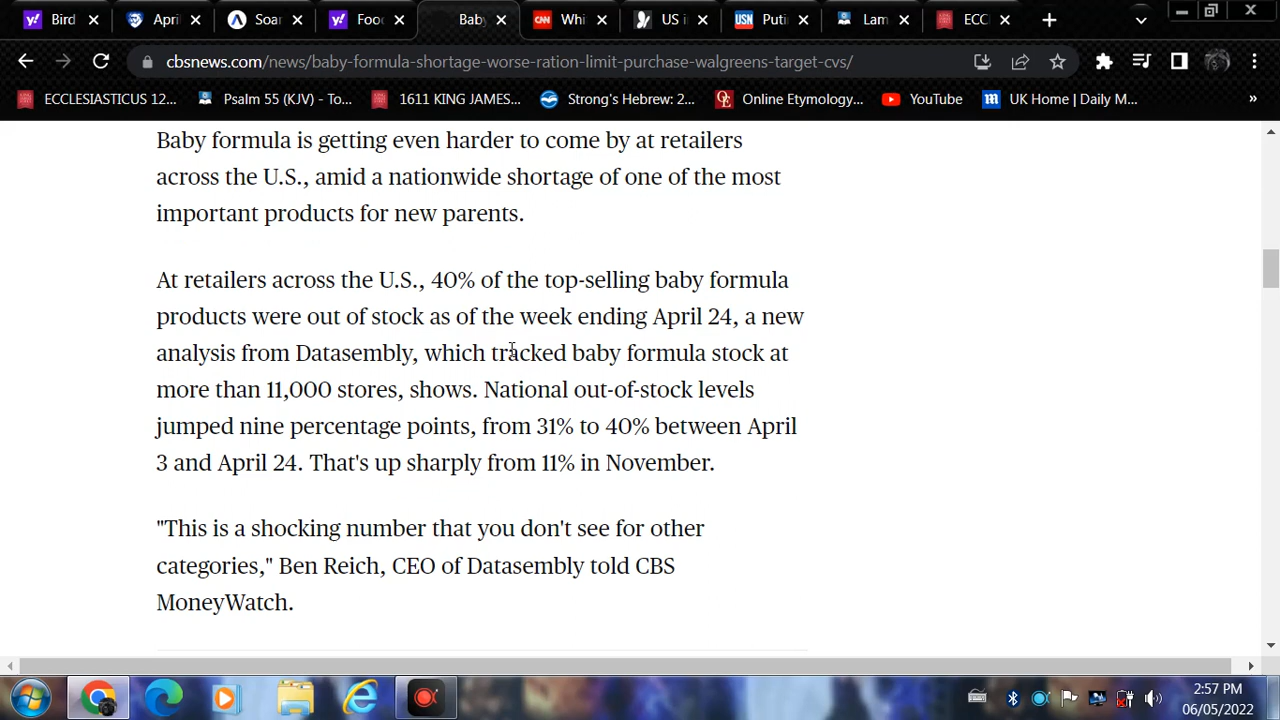 Bird
April
Soar
Food
Bab
CNN
Whi
US i
USN
Puti
Lam
ECCL
cbsnews.com/news/baby-formula-shortage-worse-ration-limit-purchase-walgreens-target-cvs/
ECCLESIASTICUS 12...
Psalm 55 (KJV) - To...
1611 KING JAMES...
Strong's Hebrew: 2...
Online Etymology...
YouTube
UK Home | Daily M...
Baby formula is getting even harder to come by at retailers
across the U.S., amid a nationwide shortage of one of the most
important products for new parents.
At retailers across the U.S., 40% of the top-selling baby formula
products were out of stock as of the week ending April 24, a new
analysis from Datasembly, which tracked baby formula stock at
more than 11,000 stores, shows. National out-of-stock levels
jumped nine percentage points, from 31% to 40% between April
3 and April 24. That's up sharply from 11% in November.
"This is a shocking number that you don't see for other
categories," Ben Reich, CEO of Datasembly told CBS
MoneyWatch.
2:57 PM
06/05/2022